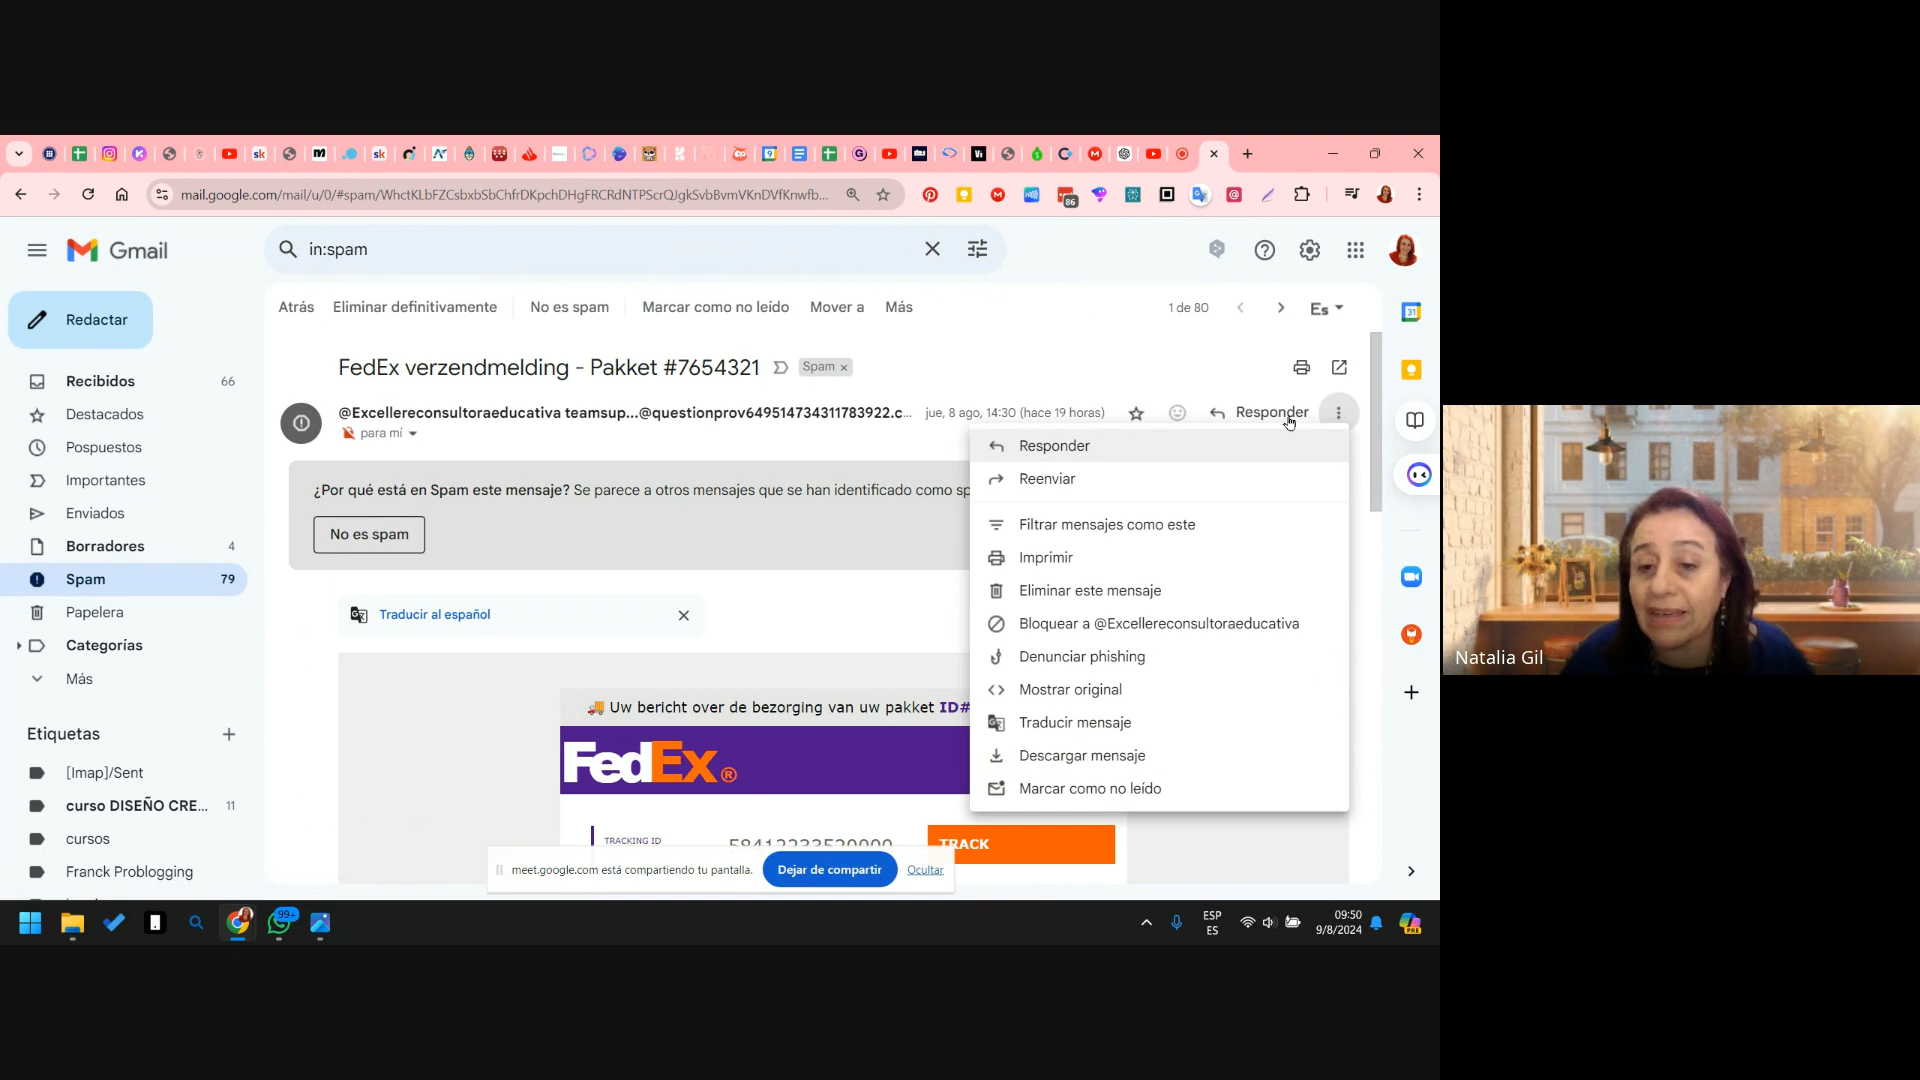 mail.google.com/mail/u/0/#spam/WhctKLbFZCsbxbSbChfrDKpchDHgFRCRdNTPScrQJgkSvbBvmVKnDVfKnwfb...
86
Gmail
in:spam
Redactar
Atrás Eliminar definitivamente No es spam Marcar como no leído Mover a Más 1 de 80 Es
FedEx verzendmelding - Pakket #7654321 Spam ×
@Excellereconsultoraeducativa teamsup...@questionprov649514734311783922.c... jue, 8 ago, 14:30 (hace 19 horas) Responder
para mí
Recibidos 66
Destacados
Pospuestos
Importantes
Enviados
Borradores 4
Spam 79
Papelera
Categorías
Más
Etiquetas
[Imap]/Sent
curso DISEÑO CRE... 11
cursos
Franck Problogging
¿Por qué está en Spam este mensaje? Se parece a otros mensajes que se han identificado como sp
No es spam
Traducir al español
Uw bericht over de bezorging van uw pakket ID#
FedEx®
TRACKING ID
58412233520000
TRACK
Responder
Reenviar
Filtrar mensajes como este
Imprimir
Eliminar este mensaje
Bloquear a @Excellereconsultoraeducativa
Denunciar phishing
Mostrar original
Traducir mensaje
Descargar mensaje
Marcar como no leído
meet.google.com está compartiendo tu pantalla. Dejar de compartir Ocultar
31
Natalia Gil
99+
ESP
ES
09:50
9/8/2024
PRE